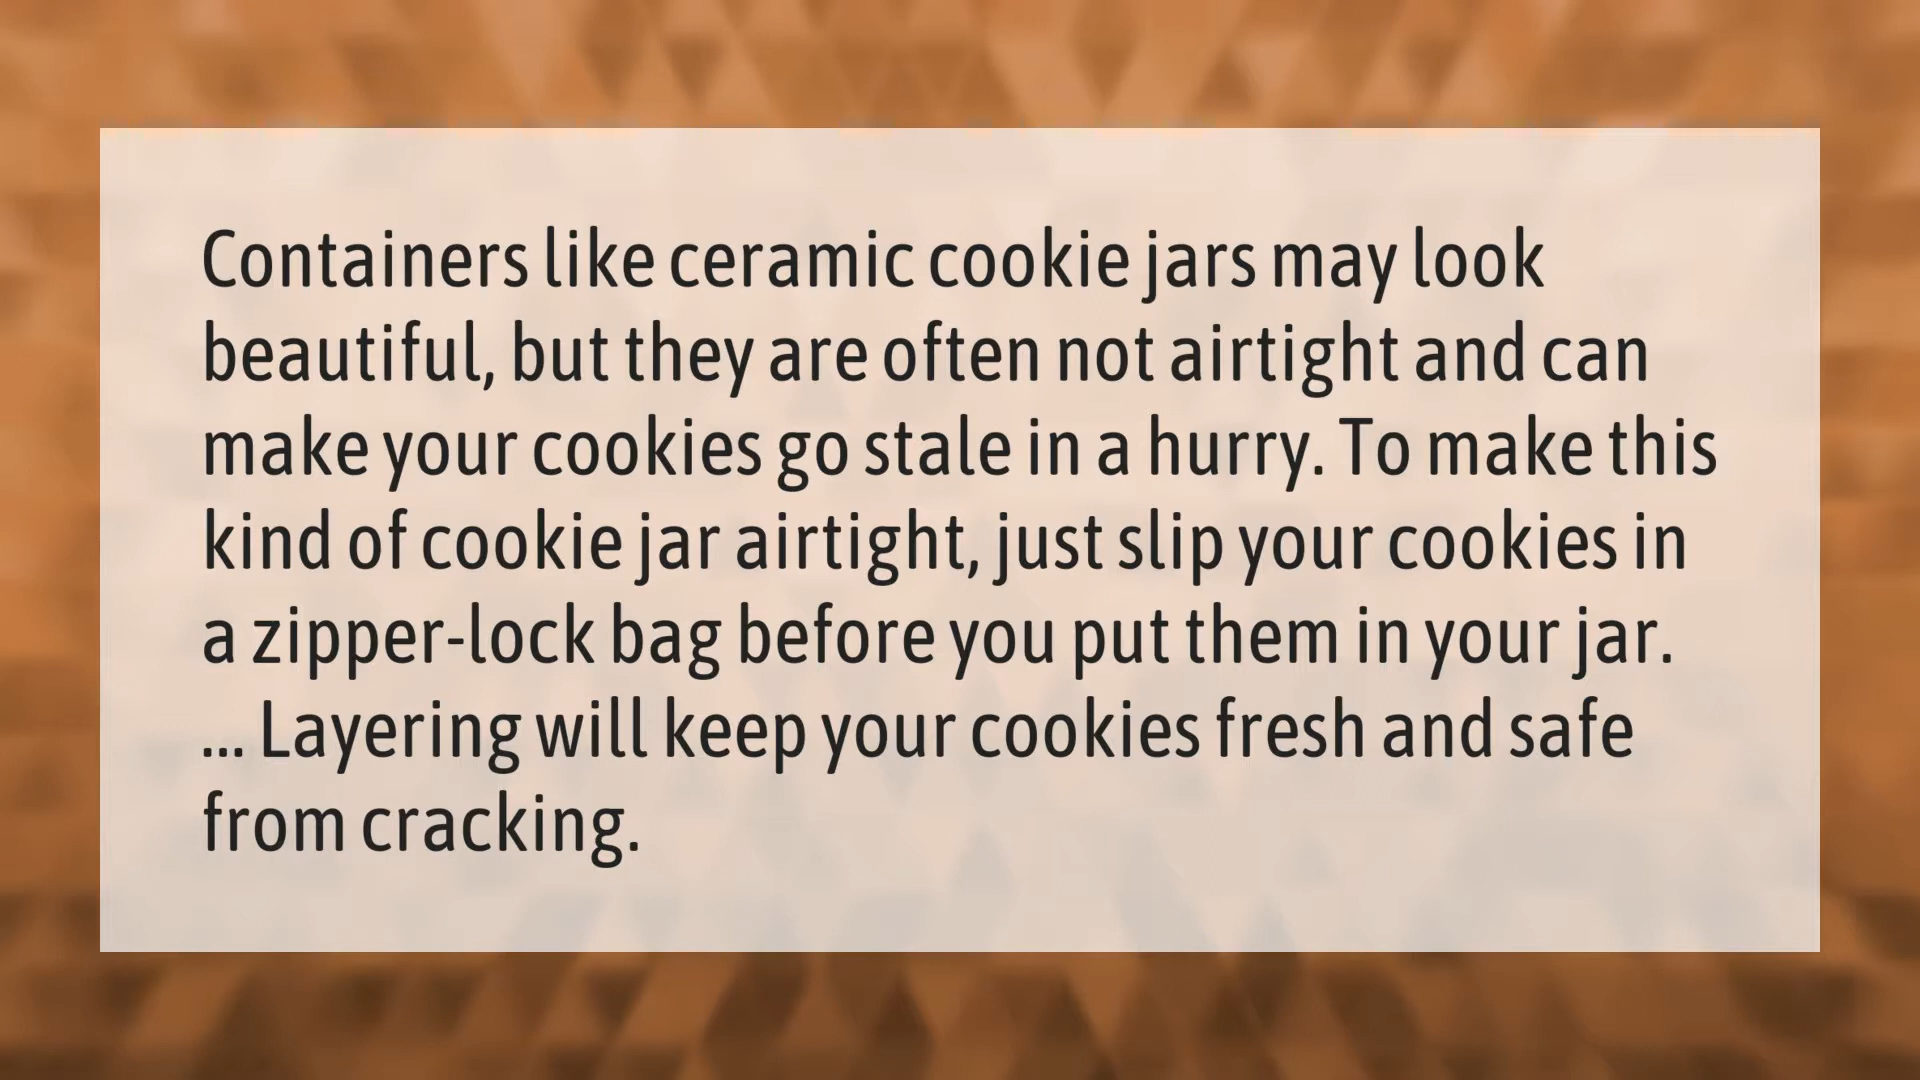 Containers like ceramic cookie jars may look
beautiful, but they are often not airtight and can
make your cookies go stale in a hurry. To make this
kind of cookie jar airtight, just slip your cookies in
a zipper-lock bag before you put them in your jar.
... Layering will keep your cookies fresh and safe
from cracking.